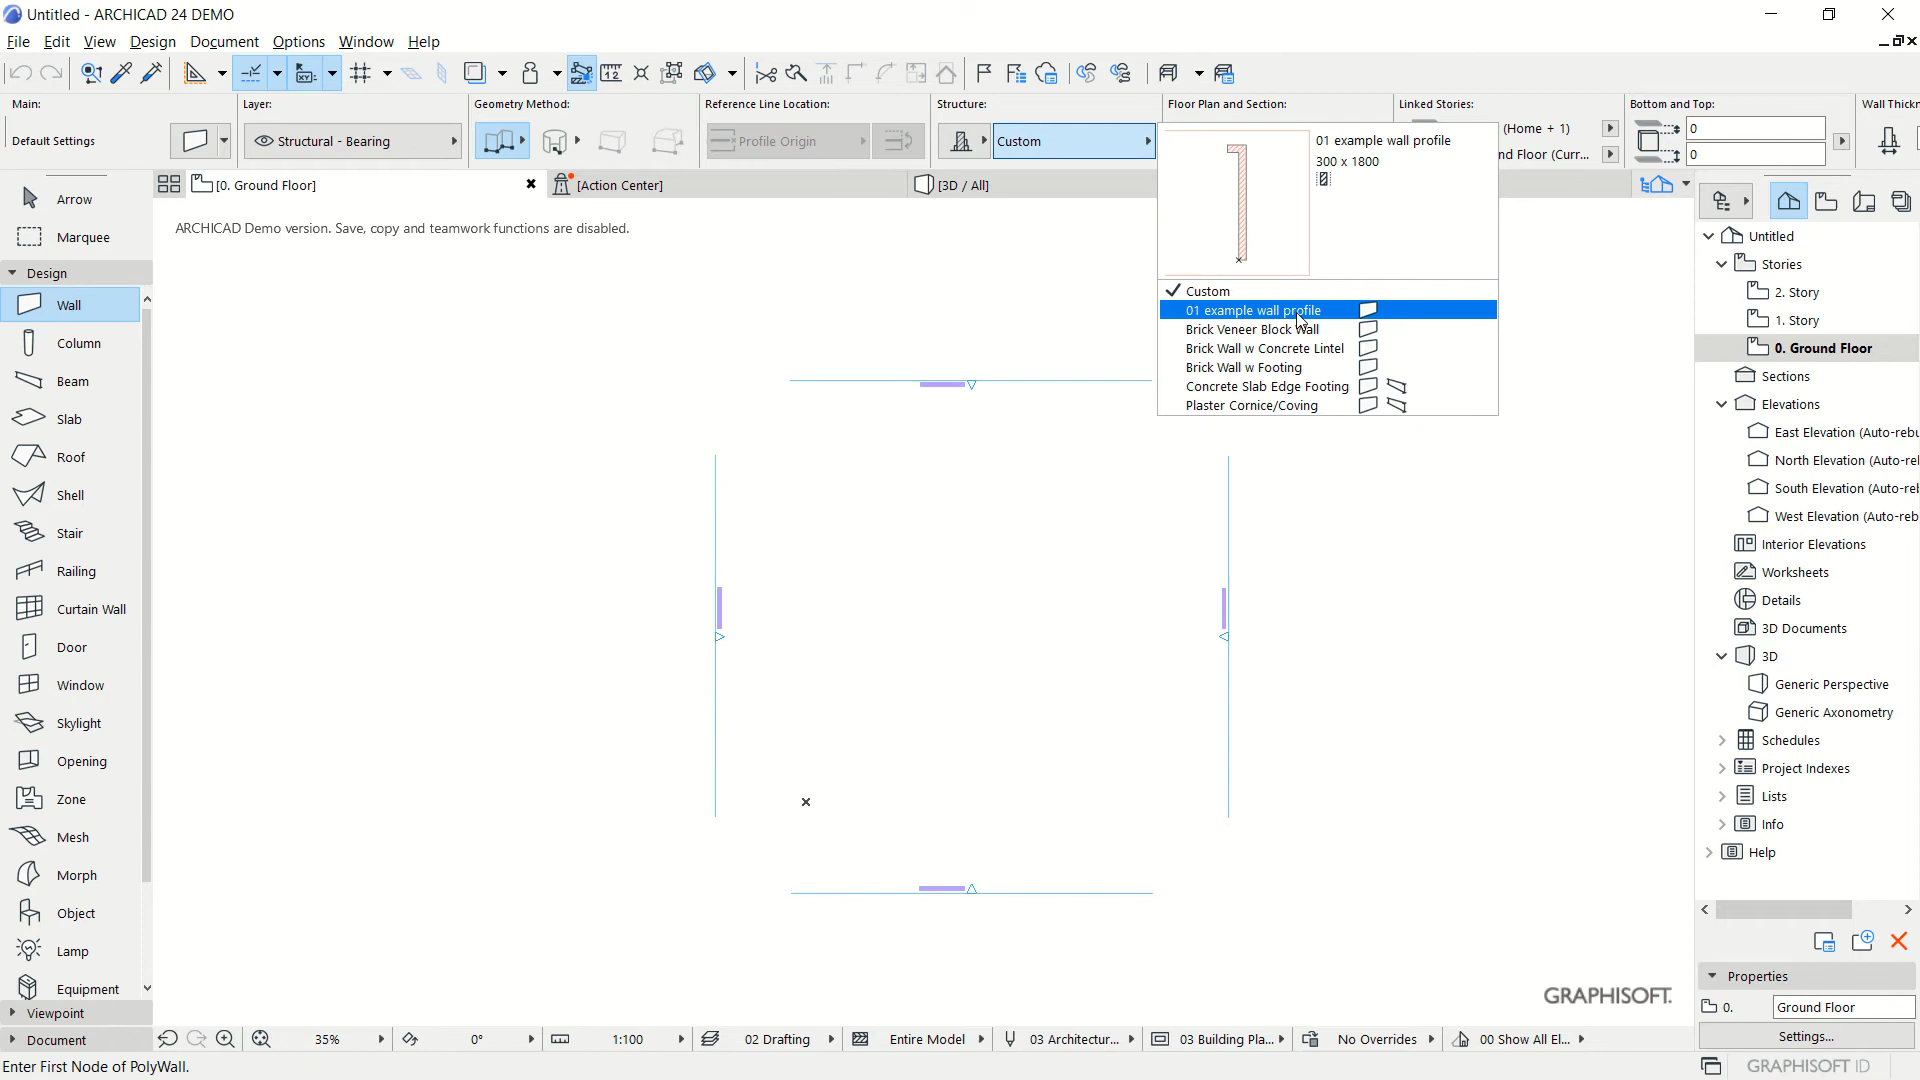 Untitled - ARCHICAD 24 DEMO
File Edit View Design Document Options Window Help
Main: Layer: Geometry Method: Reference Line Location: Structure: Floor Plan and Section: Linked Stories: Bottom and Top: Wall Thickn
Default Settings
Structural - Bearing
Profile Origin
Custom
(Home + 1)
nd Floor (Curr...
0
0
01 example wall profile
300 x 1800
Custom
01 example wall profile
Brick Veneer Block Wall
Brick Wall w Concrete Lintel
Brick Wall w Footing
Concrete Slab Edge Footing
Plaster Cornice/Coving
[0. Ground Floor]
[Action Center]
[3D / All]
ARCHICAD Demo version. Save, copy and teamwork functions are disabled.
Arrow
Marquee
Design
Wall
Column
Beam
Slab
Roof
Shell
Stair
Railing
Curtain Wall
Door
Window
Skylight
Opening
Zone
Mesh
Morph
Object
Lamp
Equipment
Viewpoint
Document
Untitled
Stories
2. Story
1. Story
0. Ground Floor
Sections
Elevations
East Elevation (Auto-rebu
North Elevation (Auto-rel
South Elevation (Auto-rel
West Elevation (Auto-reb
Interior Elevations
Worksheets
Details
3D Documents
3D
Generic Perspective
Generic Axonometry
Schedules
Project Indexes
Lists
Info
Help
Properties
0. Ground Floor
Settings...
GRAPHISOFT.
35% 0° 1:100 02 Drafting Entire Model 03 Architectur... 03 Building Pla... No Overrides 00 Show All El...
Enter First Node of PolyWall.
GRAPHISOFT ID